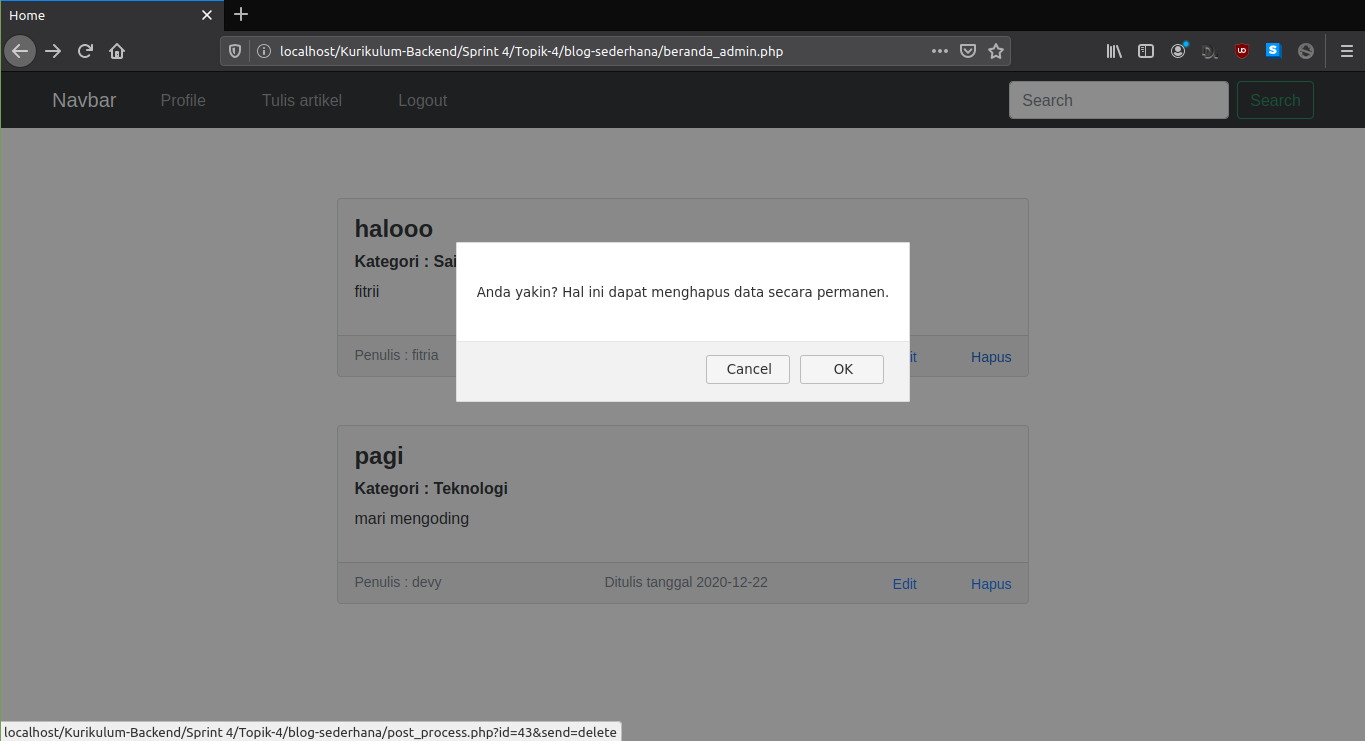 Home
localhost/Kurikulum-Backend/Sprint 4/Topik-4/blog-sederhana/beranda_admin.php
Navbar Profile Tulis artikel Logout Search Search
halooo
Kategori : Sai
fitrii
Anda yakin? Hal ini dapat menghapus data secara permanen.
Cancel OK
Penulis : fitria it Hapus
pagi
Kategori : Teknologi
mari mengoding
Penulis : devy Ditulis tanggal 2020-12-22 Edit Hapus
localhost/Kurikulum-Backend/Sprint 4/Topik-4/blog-sederhana/post_process.php?id=43&send=delete